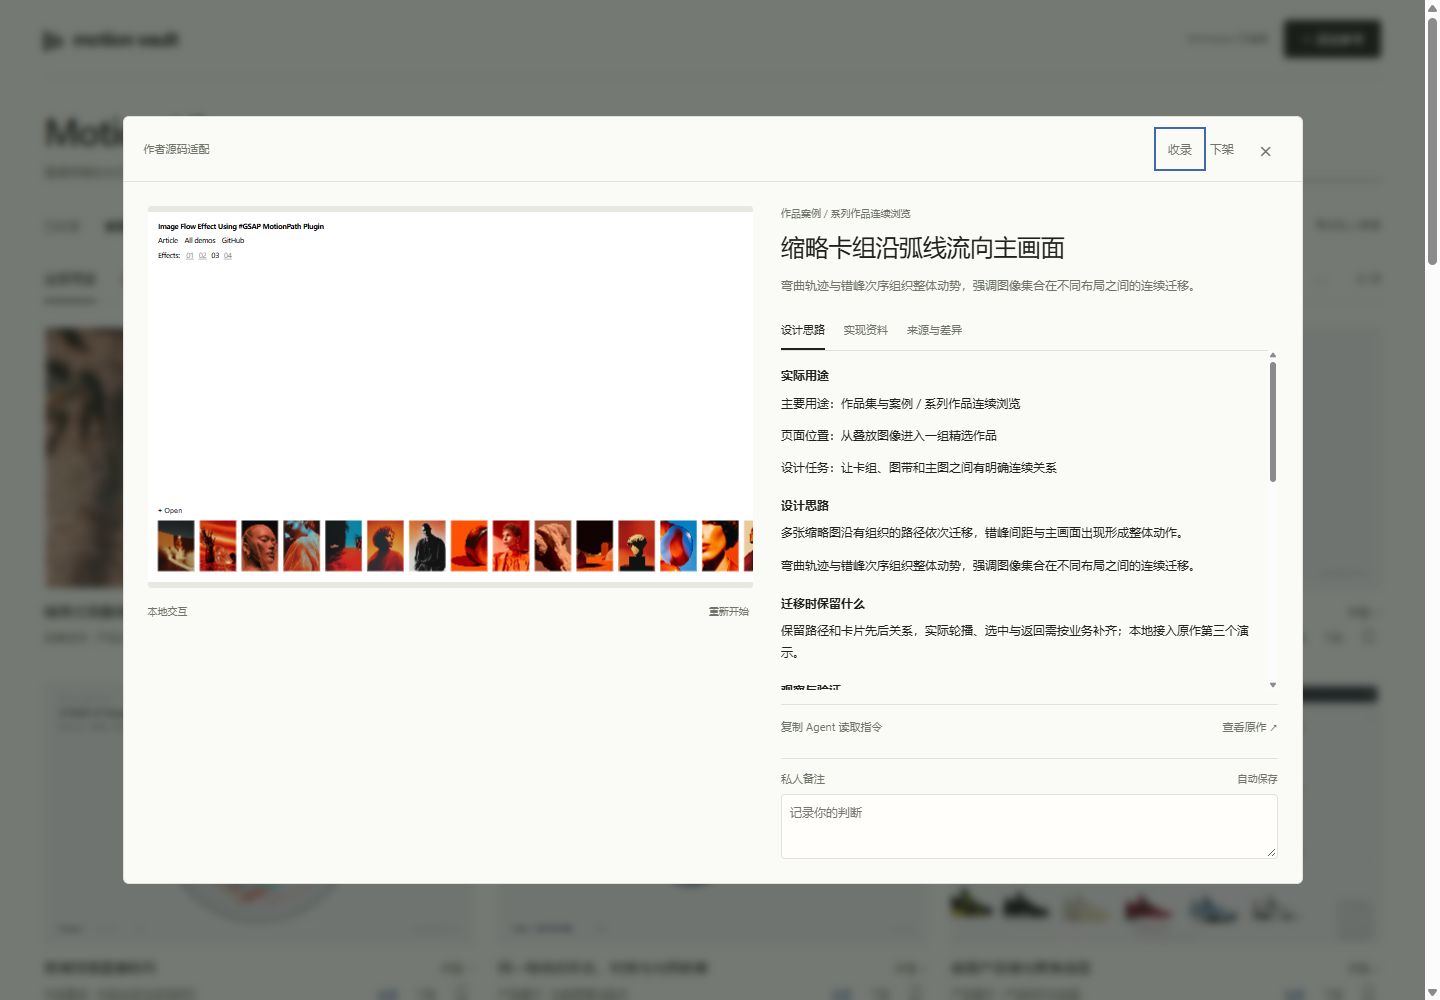 motion vault
作者源码适配
收录
下架
×
Image Flow Effect Using #GSAP MotionPath Plugin
Article All demos GitHub
Effects: 01 02 03 04
+ Open
本地交互
重新开始
作品案例 / 系列作品连续浏览
缩略卡组沿弧线流向主画面
弯曲轨迹与错峰次序组织整体动势，强调图像集合在不同布局之间的连续迁移。
设计思路 实现资料 来源与差异
实际用途
主要用途：作品集与案例 / 系列作品连续浏览
页面位置：从叠放图像进入一组精选作品
设计任务：让卡组、图带和主图之间有明确连续关系
设计思路
多张缩略图沿有组织的路径依次迁移，错峰间距与主画面出现形成整体动作。
弯曲轨迹与错峰次序组织整体动势，强调图像集合在不同布局之间的连续迁移。
迁移时保留什么
保留路径和卡片先后关系，实际轮播、选中与返回需按业务补齐；本地接入原作第三个演
示。
观察与验证
复制 Agent 读取指令
查看原作 ↗
私人备注
自动保存
记录你的判断